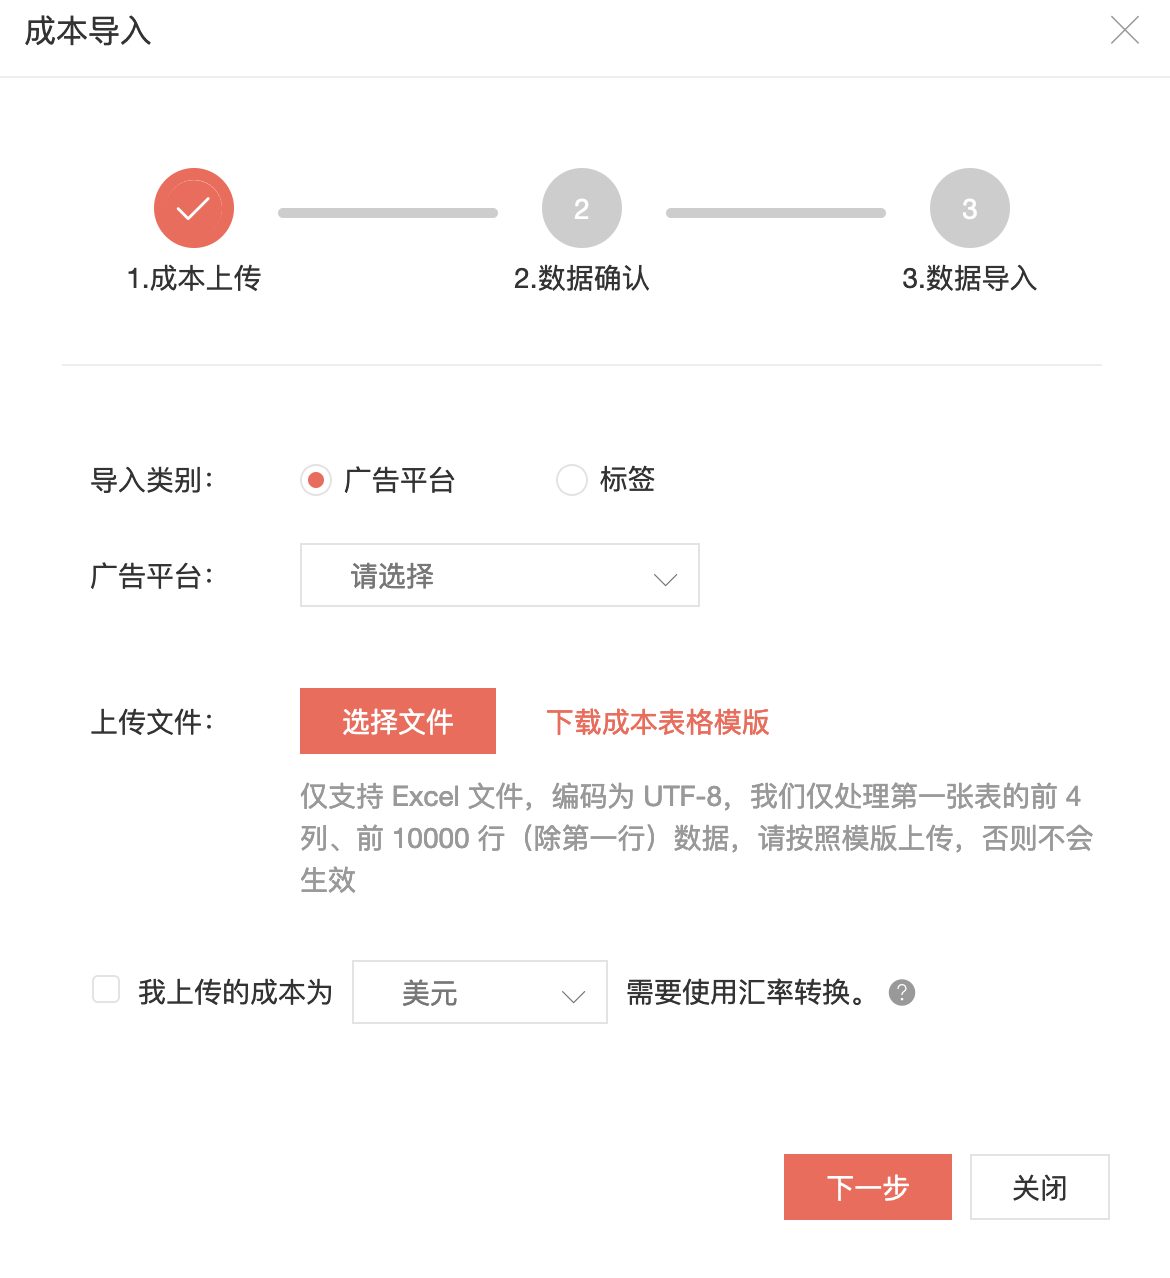 成本导入
2
3
1.成本上传
2.数据确认
3.数据导入
导入类别：
广告平台
标签
广告平台：
请选择
上传文件：
选择文件
下载成本表格模版
仅支持 Excel 文件，编码为 UTF-8，我们仅处理第一张表的前 4
列、前 10000 行（除第一行）数据，请按照模版上传，否则不会
生效
我上传的成本为
美元
需要使用汇率转换。
?
下一步
关闭